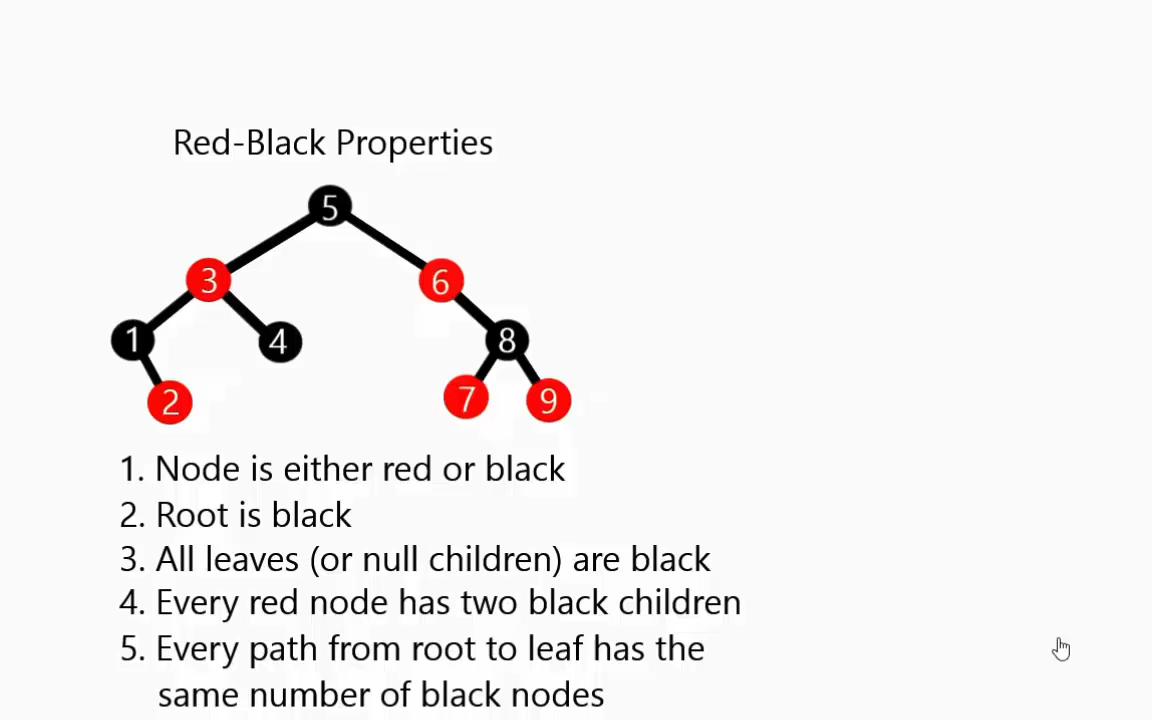 Red-Black Properties
5
3
6
1
4
8
2
7
9
1. Node is either red or black
2. Root is black
3. All leaves (or null children) are black
4. Every red node has two black children
5. Every path from root to leaf has the
same number of black nodes